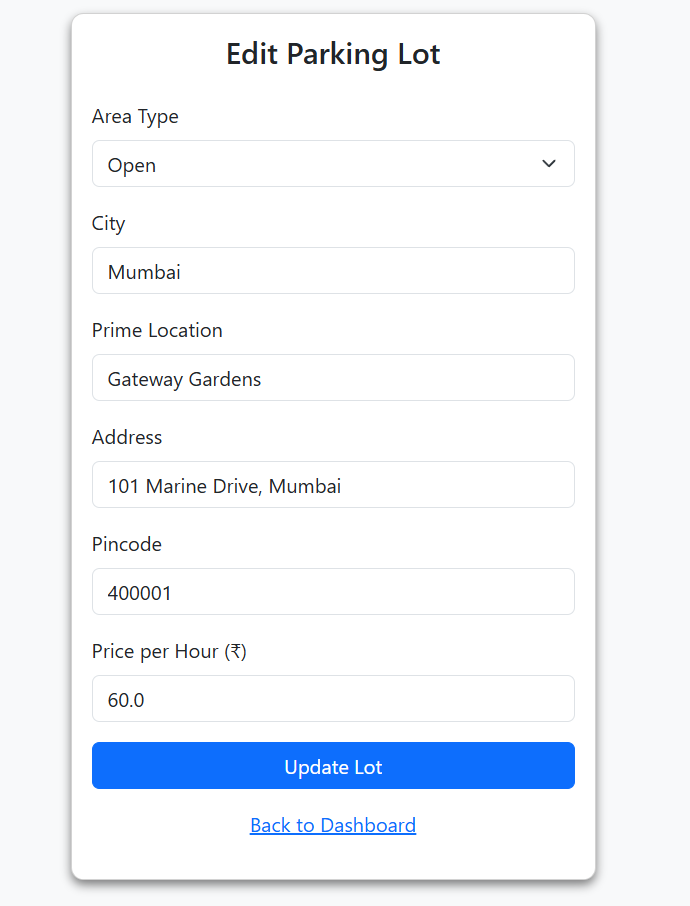 Edit Parking Lot
Area Type
Open
City
Mumbai
Prime Location
Gateway Gardens
Address
101 Marine Drive, Mumbai
Pincode
400001
Price per Hour (₹)
60.0
Update Lot
Back to Dashboard